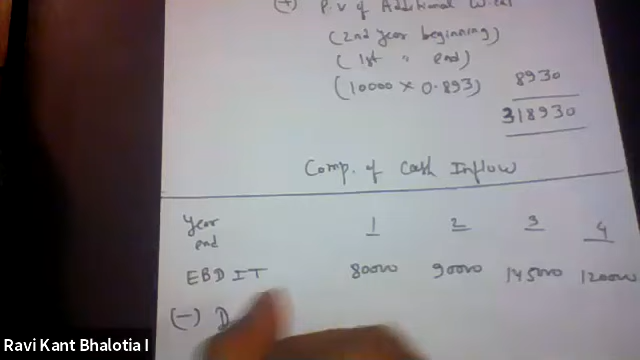 (+) P.V of Additional W.Cap
(2nd year beginning)
(1st " end)
(10000 × 0.893) 8930
318930
Comp. of Cash Inflow
Year end 1 2 3 4
EBDIT 80000 90000 145000 120000
(-) D
Ravi Kant Bhalotia I